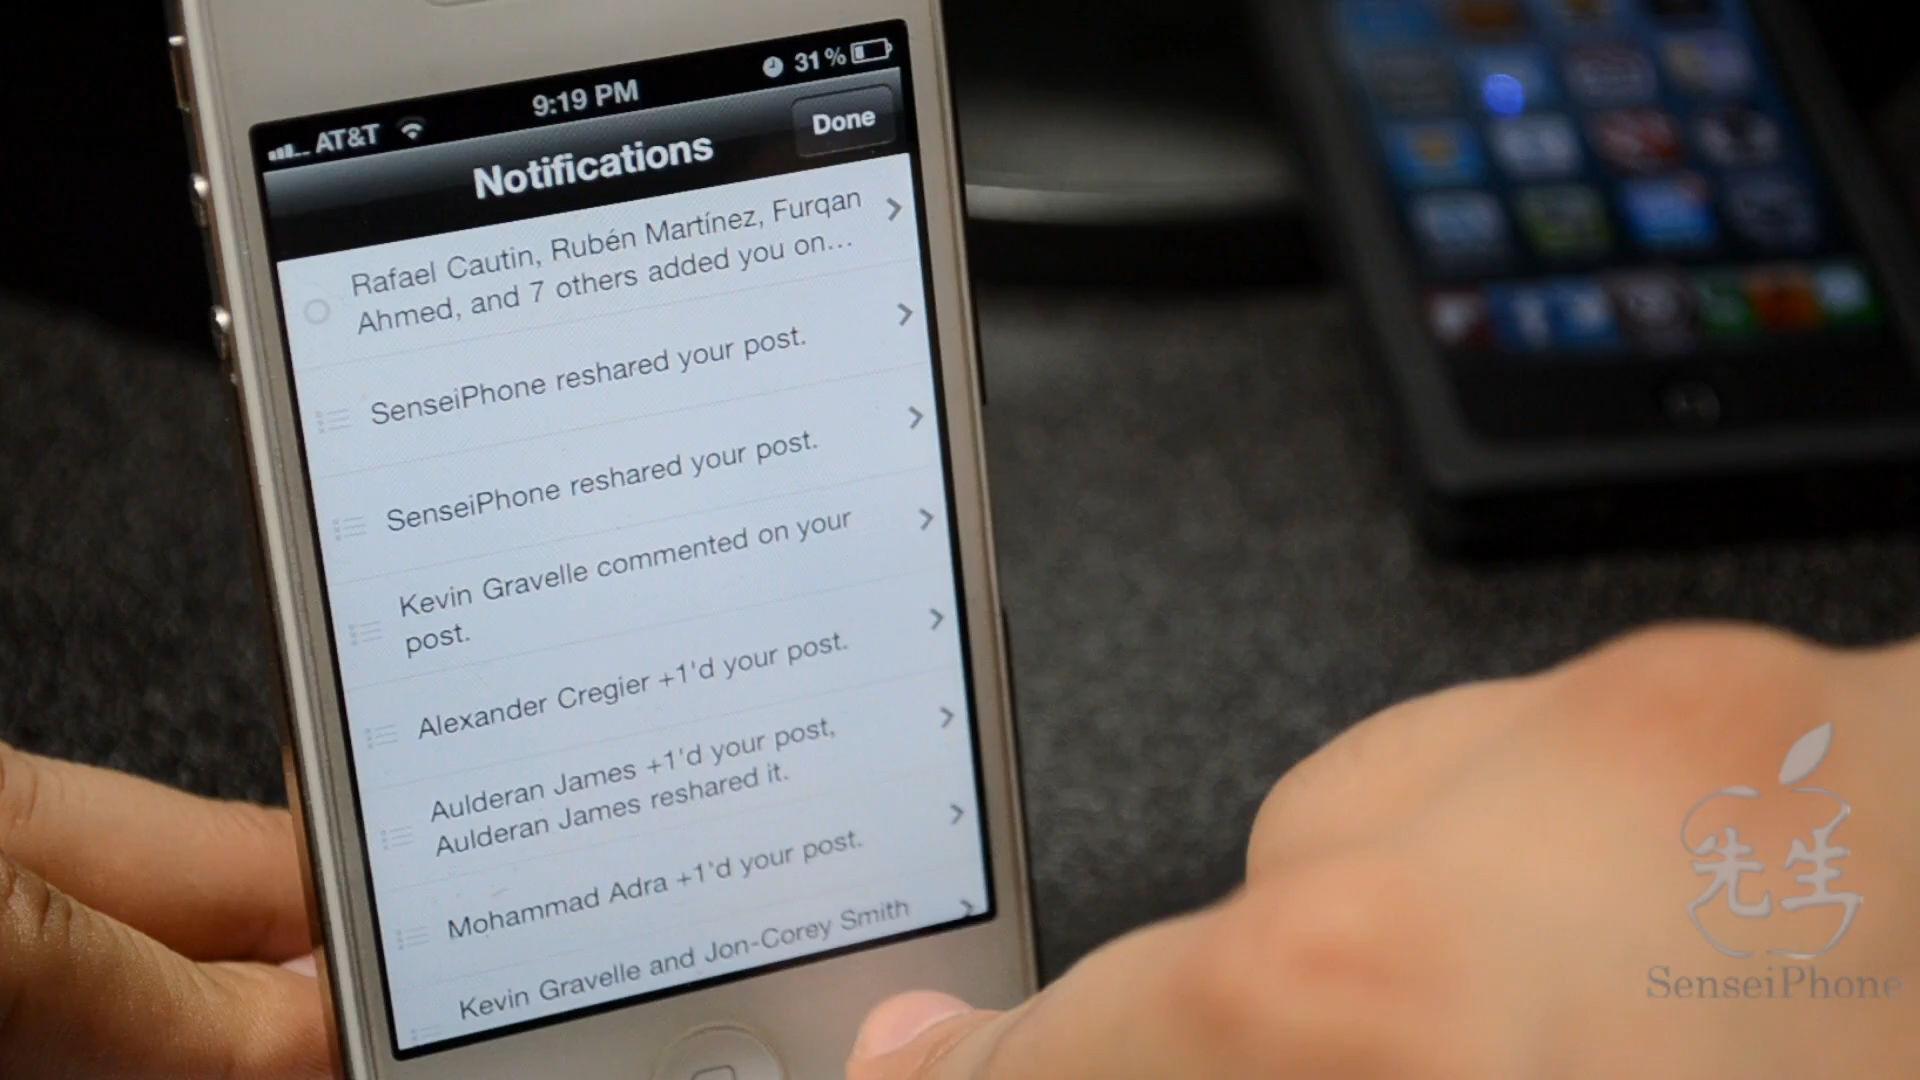 AT&T 9:19 PM 31%
Notifications Done
Rafael Cautin, Rubén Martínez, Furqan
Ahmed, and 7 others added you on...
SenseiPhone reshared your post.
SenseiPhone reshared your post.
Kevin Gravelle commented on your
post.
Alexander Cregier +1'd your post.
Aulderan James +1'd your post,
Aulderan James reshared it.
Mohammad Adra +1'd your post.
Kevin Gravelle and Jon-Corey Smith
先生
SenseiPhone